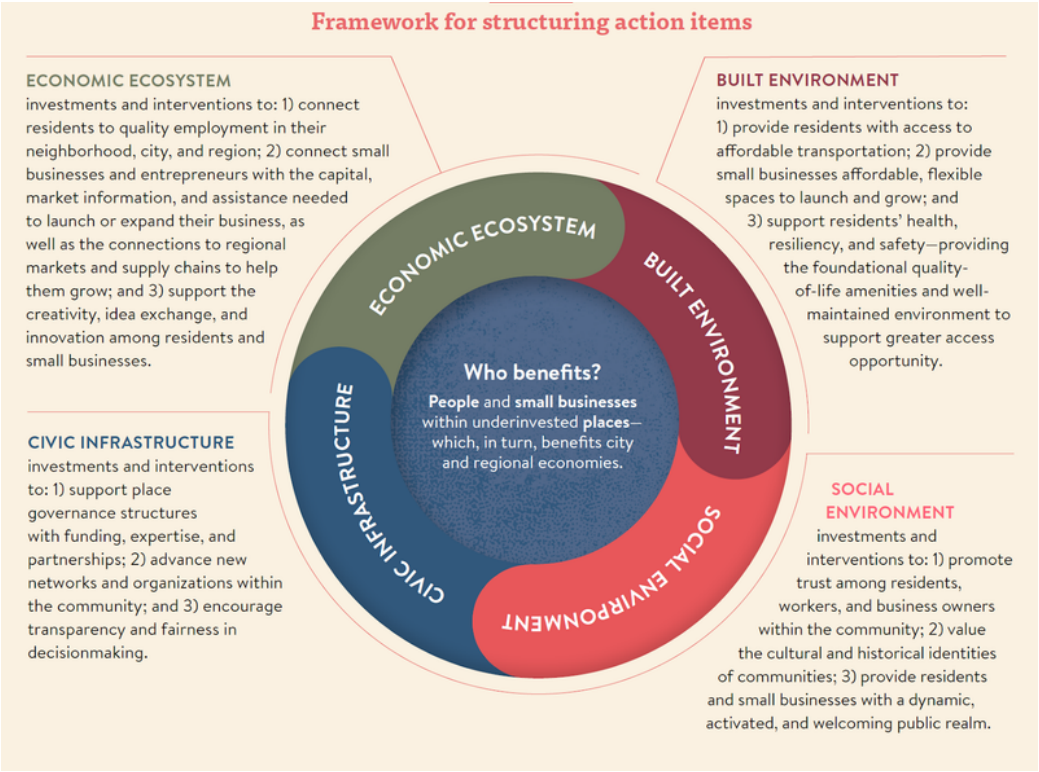 Framework for structuring action items
ECONOMIC ECOSYSTEM
investments and interventions to: 1) connect
residents to quality employment in their
neighborhood, city, and region; 2) connect small
businesses and entrepreneurs with the capital,
market information, and assistance needed
to launch or expand their business, as
well as the connections to regional
markets and supply chains to help
them grow; and 3) support the
creativity, idea exchange, and
innovation among residents and
small businesses.
BUILT ENVIRONMENT
investments and interventions to:
1) provide residents with access to
affordable transportation; 2) provide
small businesses affordable, flexible
spaces to launch and grow; and
3) support residents’ health,
resiliency, and safety—providing
the foundational quality-
of-life amenities and well-
maintained environment to
support greater access
opportunity.
ECONOMIC ECOSYSTEM
BUILT ENVIRONMENT
SOCIAL ENVIRPONMENT
CIVIC INFRASTRUCTURE
Who benefits?
People and small businesses
within underinvested places—
which, in turn, benefits city
and regional economies.
CIVIC INFRASTRUCTURE
investments and interventions
to: 1) support place
governance structures
with funding, expertise, and
partnerships; 2) advance new
networks and organizations within
the community; and 3) encourage
transparency and fairness in
decisionmaking.
SOCIAL
ENVIRONMENT
investments and
interventions to: 1) promote
trust among residents,
workers, and business owners
within the community; 2) value
the cultural and historical identities
of communities; 3) provide residents
and small businesses with a dynamic,
activated, and welcoming public realm.